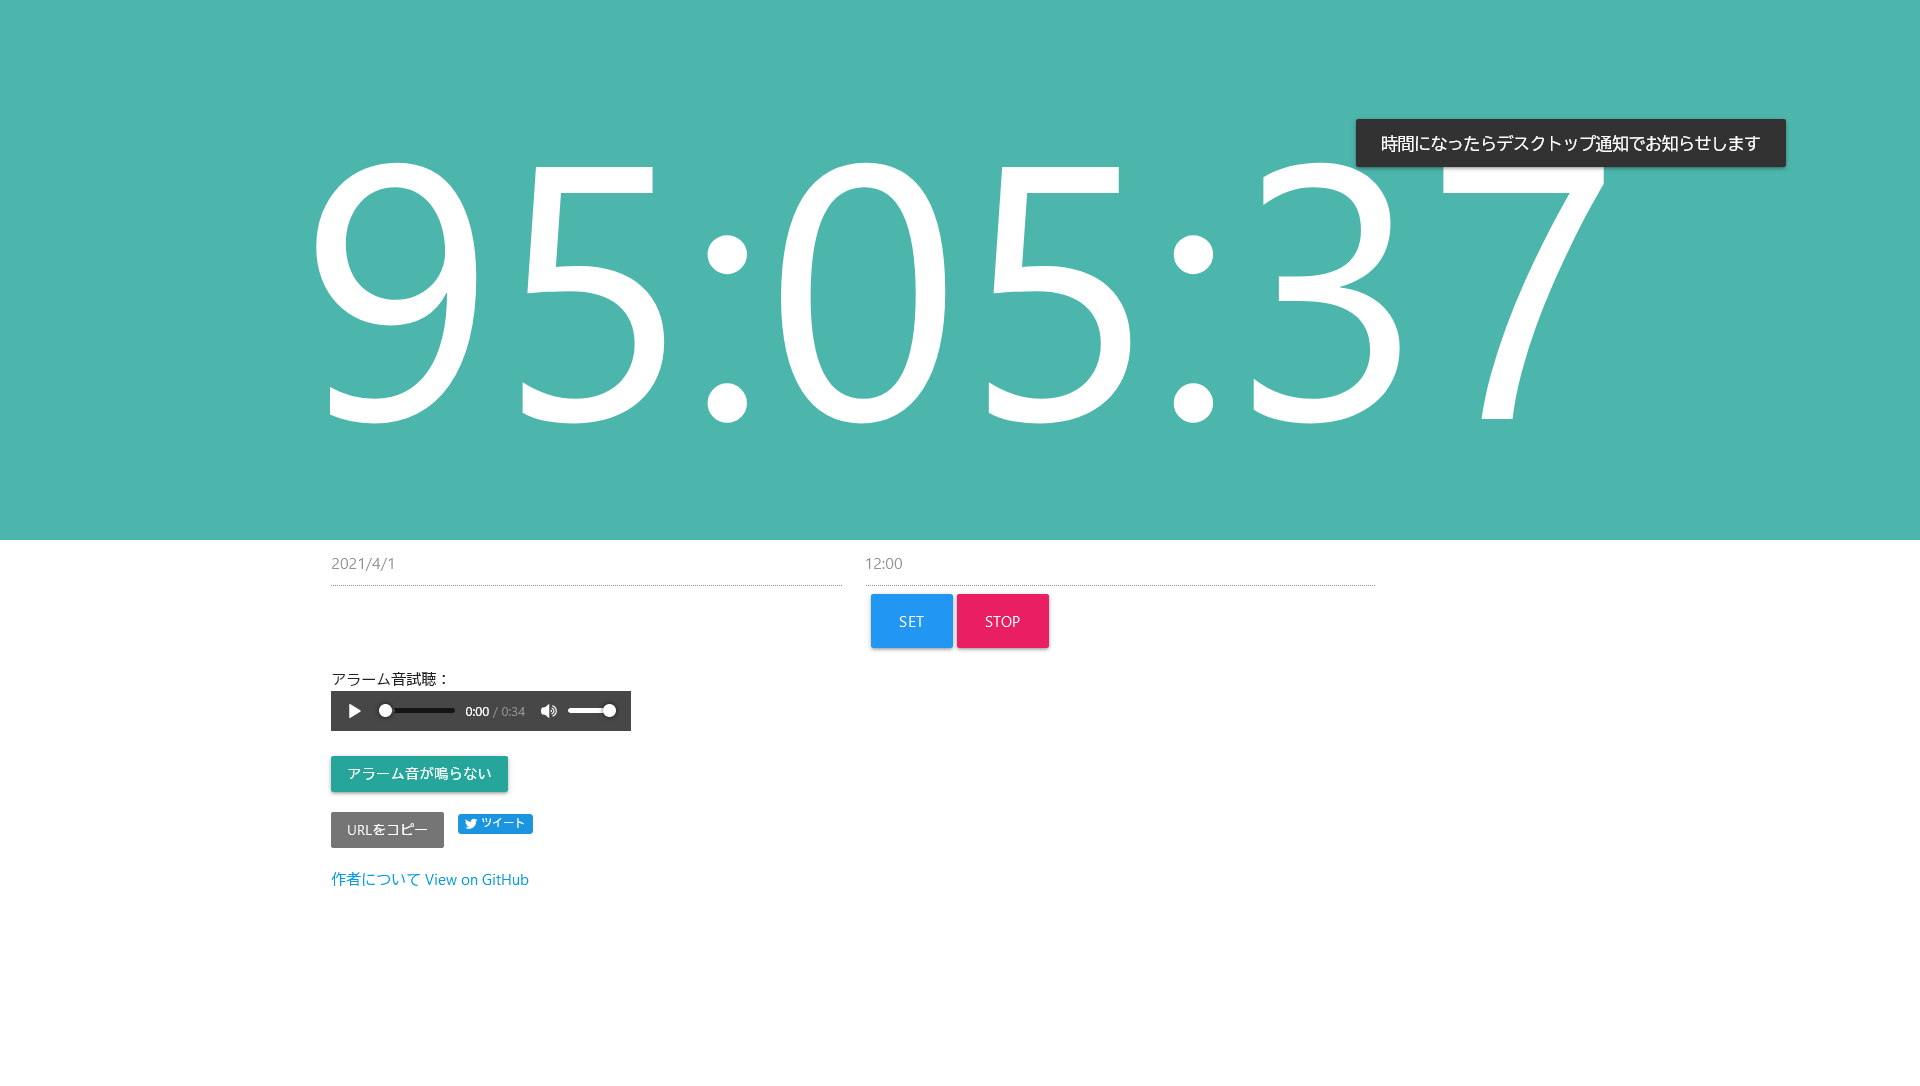 時間になったらデスクトップ通知でお知らせします
95:05:37
2021/4/1
12:00
SET
STOP
アラーム音試聴：
0:00 / 0:34
アラーム音が鳴らない
URLをコピー
ツイート
作者について View on GitHub